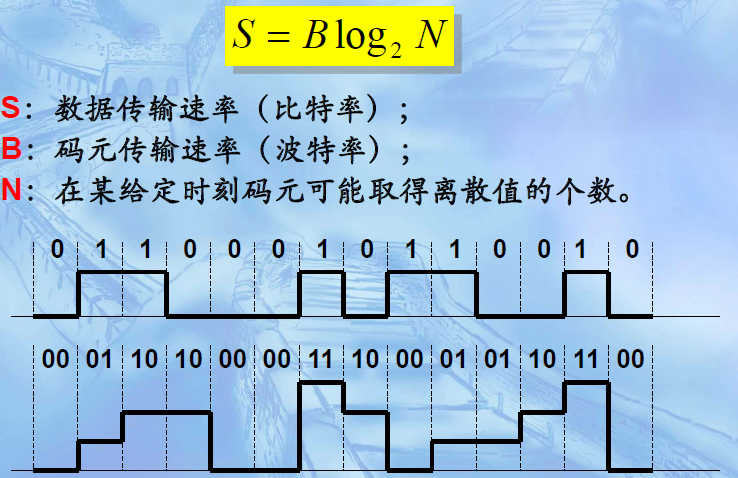 S = B log₂ N
S：数据传输速率（比特率）；
B：码元传输速率（波特率）；
N：在某给定时刻码元可能取得离散值的个数。
0 1 1 0 0 0 1 0 1 1 0 0 1 0
00 01 10 10 00 00 11 10 00 01 01 10 11 00